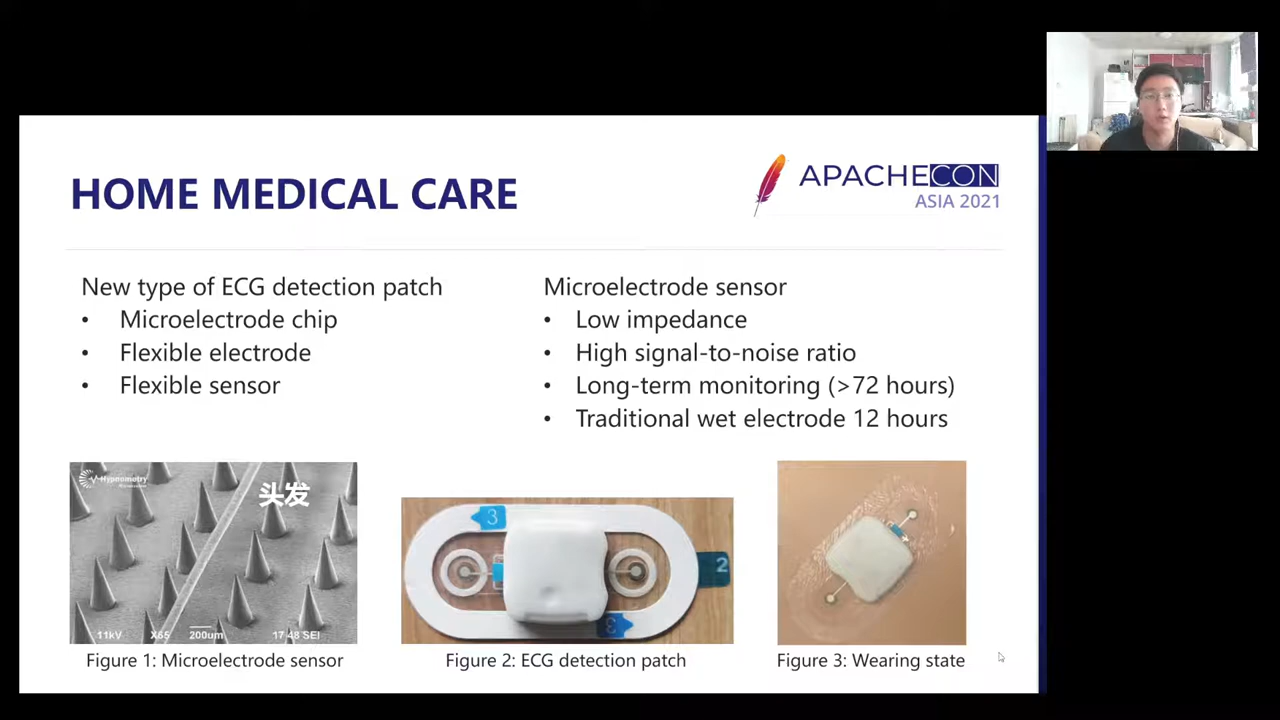 HOME MEDICAL CARE
APACHECON
ASIA 2021
New type of ECG detection patch
• Microelectrode chip
• Flexible electrode
• Flexible sensor
Microelectrode sensor
• Low impedance
• High signal-to-noise ratio
• Long-term monitoring (>72 hours)
• Traditional wet electrode 12 hours
Hypnometry
头发
11kV X65 200um 17 48 SEI
Figure 1: Microelectrode sensor
3
2
3
Figure 2: ECG detection patch
Figure 3: Wearing state